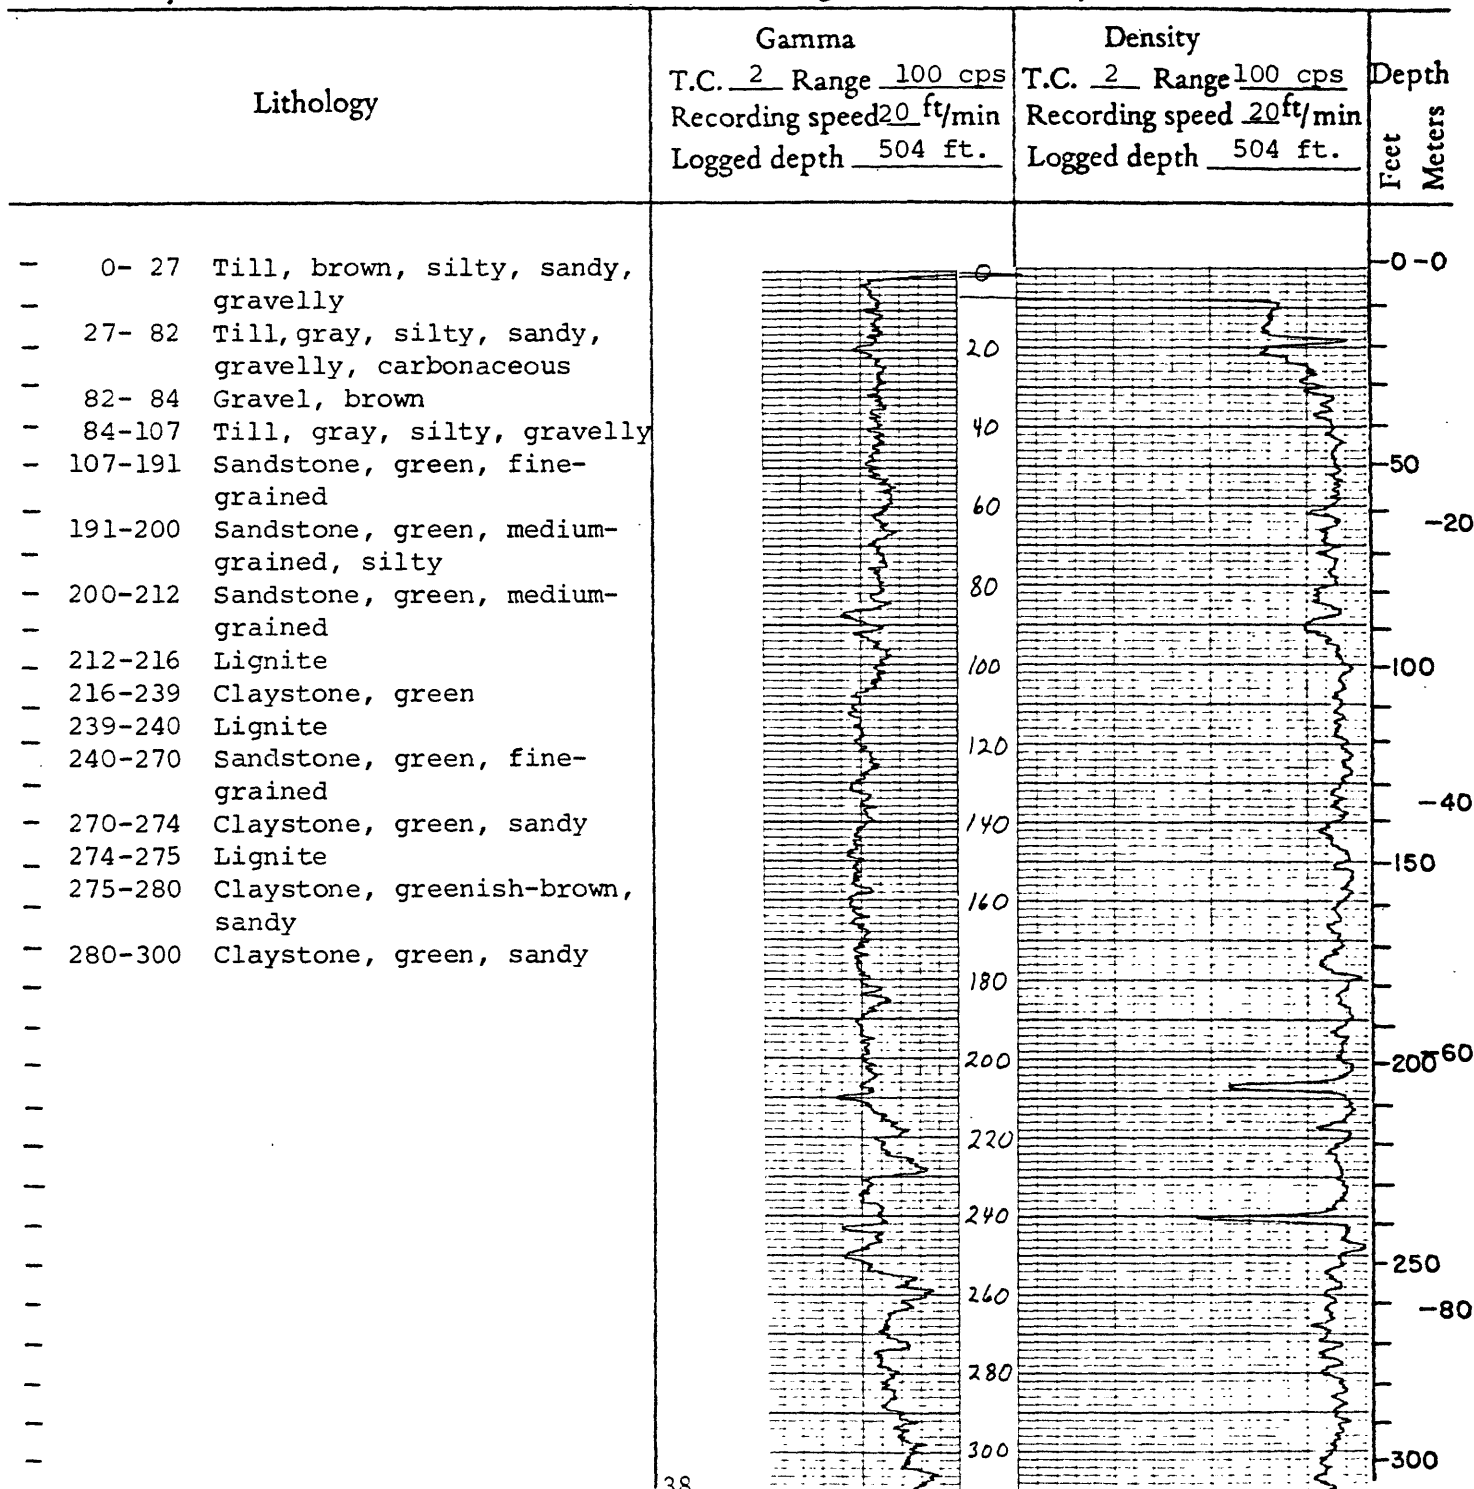 Gamma
Density
Lithology
T.C. 2 Range 100 cps
T.C. 2 Range 100 cps
Depth
Recording speed 20 ft/min
Recording speed 20 ft/min
Logged depth 504 ft.
Logged depth 504 ft.
Feet
Meters
0- 27 Till, brown, silty, sandy,
gravelly
27- 82 Till, gray, silty, sandy,
gravelly, carbonaceous
82- 84 Gravel, brown
84-107 Till, gray, silty, gravelly
107-191 Sandstone, green, fine-
grained
191-200 Sandstone, green, medium-
grained, silty
200-212 Sandstone, green, medium-
grained
212-216 Lignite
216-239 Claystone, green
239-240 Lignite
240-270 Sandstone, green, fine-
grained
270-274 Claystone, green, sandy
274-275 Lignite
275-280 Claystone, greenish-brown,
sandy
280-300 Claystone, green, sandy
0
20
40
60
80
100
120
140
160
180
200
220
240
260
280
300
0 -0
50
-20
100
-40
150
200
-60
250
-80
300
38